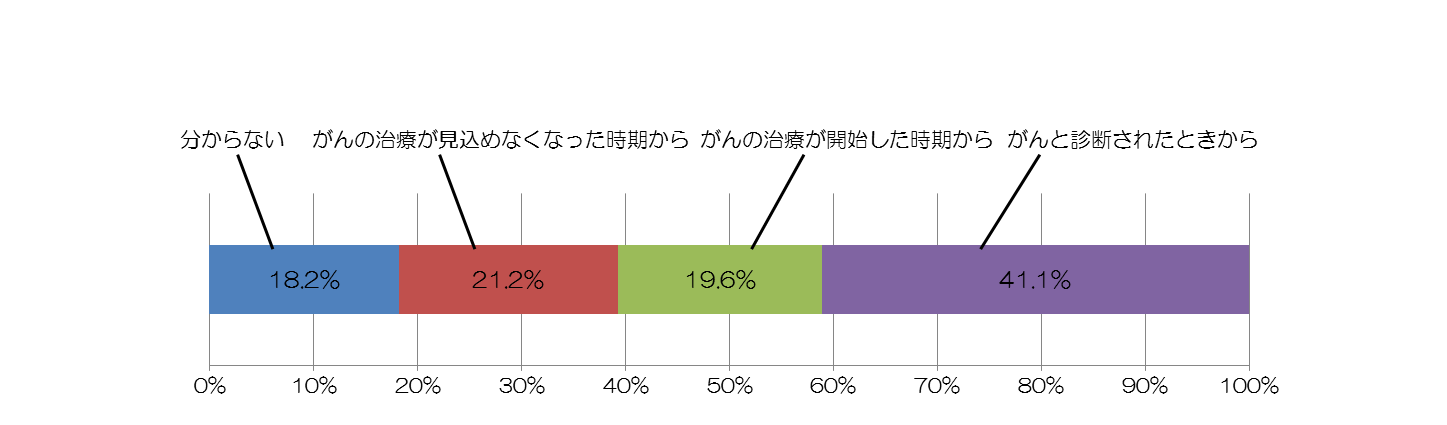 分からない がんの治療が見込めなくなった時期から がんの治療が開始した時期から がんと診断されたときから
18.2% 21.2% 19.6% 41.1%
0% 10% 20% 30% 40% 50% 60% 70% 80% 90% 100%